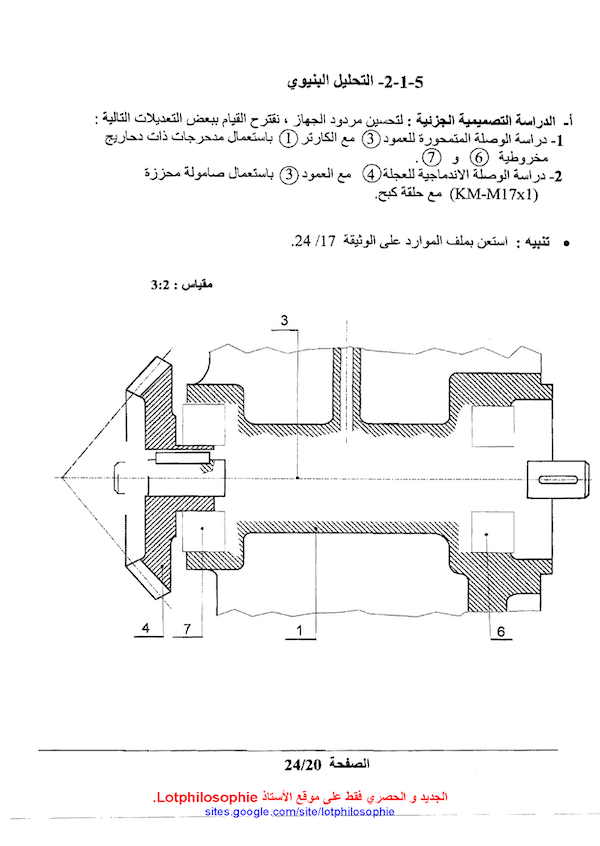 5-1-2- التحليل البنيوي
أ- الدراسة التصميمية الجزئية : لتحسين مردود الجهاز ، نقترح القيام ببعض التعديلات التالية :
1- دراسة الوصلة المتمحورة للعمود 3 مع الكارتر 1 باستعمال مدحرجات ذات دحاريج
مخروطية 6 و 7 .
2- دراسة الوصلة الاندماجية للعجلة 4 مع العمود 3 باستعمال صامولة محززة
(KM-M17x1) مع حلقة كبح.
• تنبيه : استعن بملف الموارد على الوثيقة 17/ 24.
مقياس : 3:2
3
4
7
1
6
الصفحة 24/20
الجديد و الحصري فقط على موقع الأستاذ Lotphilosophie.
sites.google.com/site/lotphilosophie